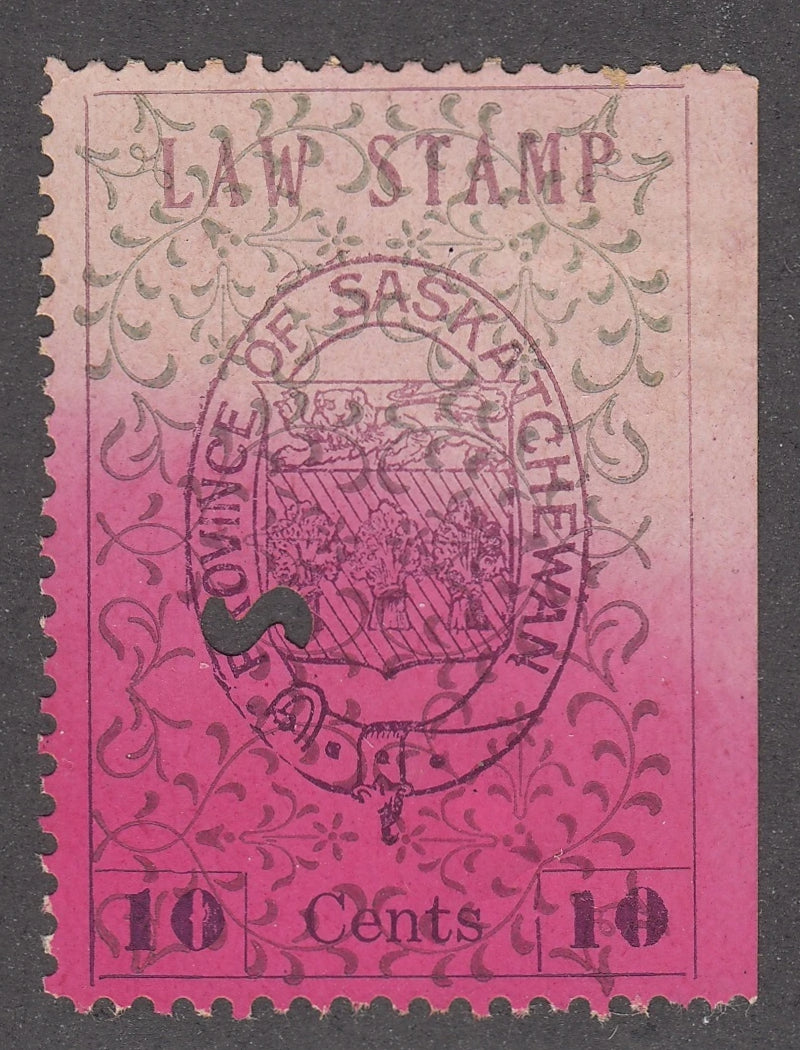 LAW STAMP
PROVINCE OF SASKATCHEWAN
10 Cents 10